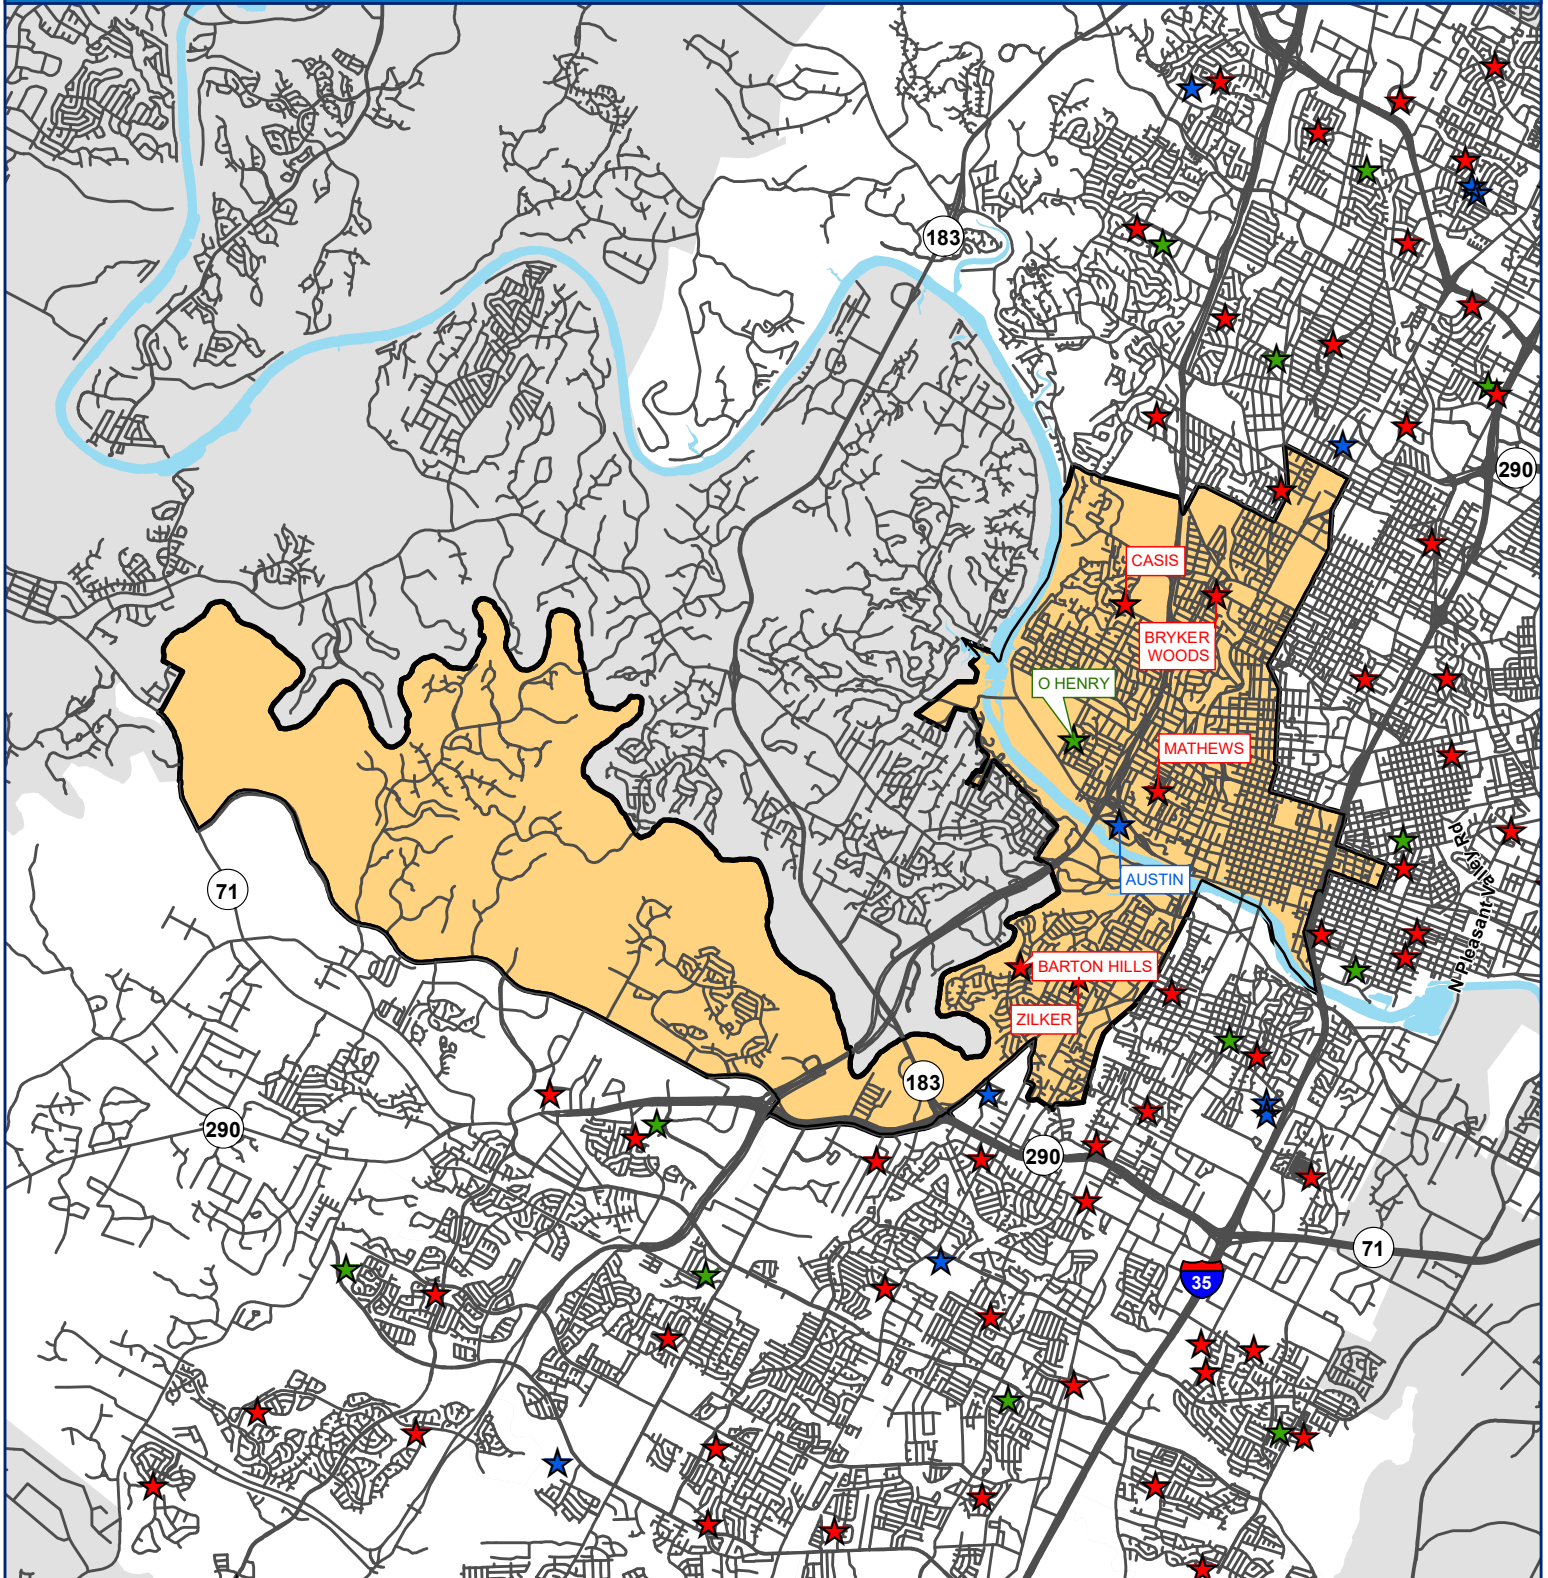 183
290
CASIS
BRYKER
WOODS
O HENRY
MATHEWS
N Pleasant Valley Rd
71
AUSTIN
BARTON HILLS
ZILKER
183
290
290
71
35